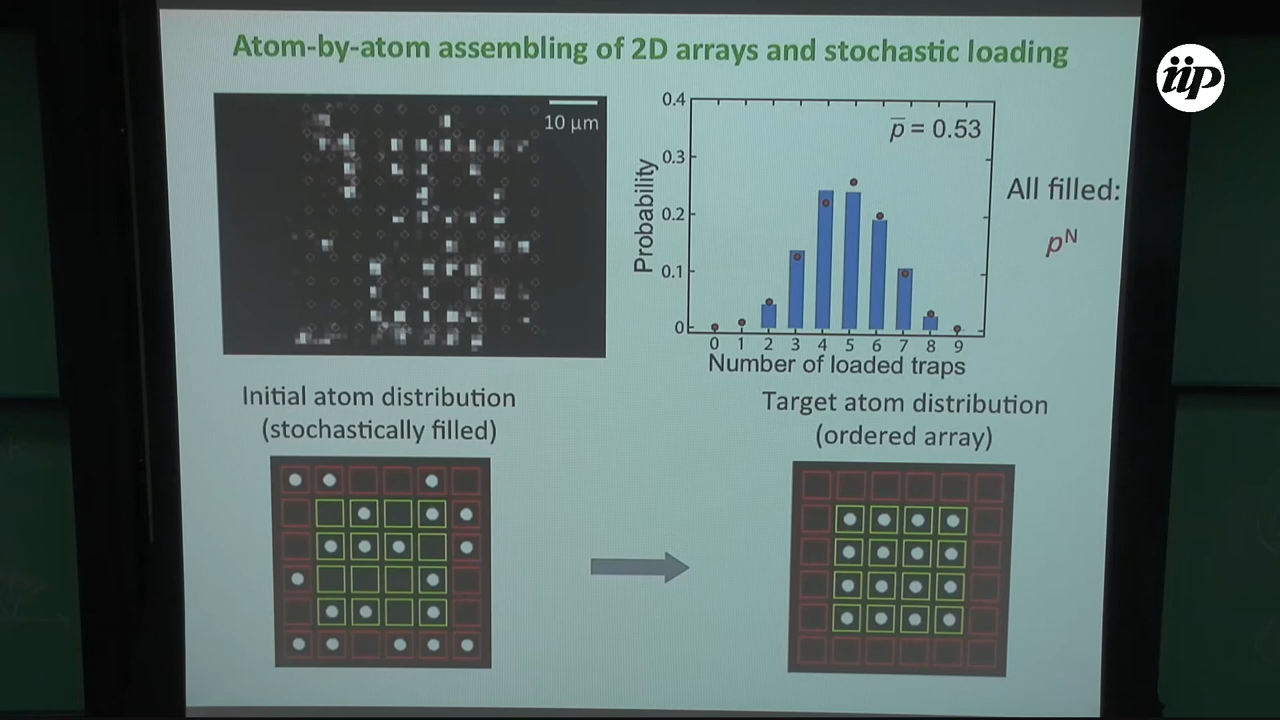 Atom-by-atom assembling of 2D arrays and stochastic loading
iip
10 µm
0.4
0.3
0.2
0.1
0
Probability
p̅ = 0.53
0 1 2 3 4 5 6 7 8 9
Number of loaded traps
All filled:
pᴺ
Initial atom distribution
(stochastically filled)
Target atom distribution
(ordered array)